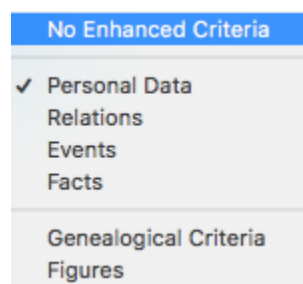 No Enhanced Criteria
✓ Personal Data
Relations
Events
Facts
Genealogical Criteria
Figures